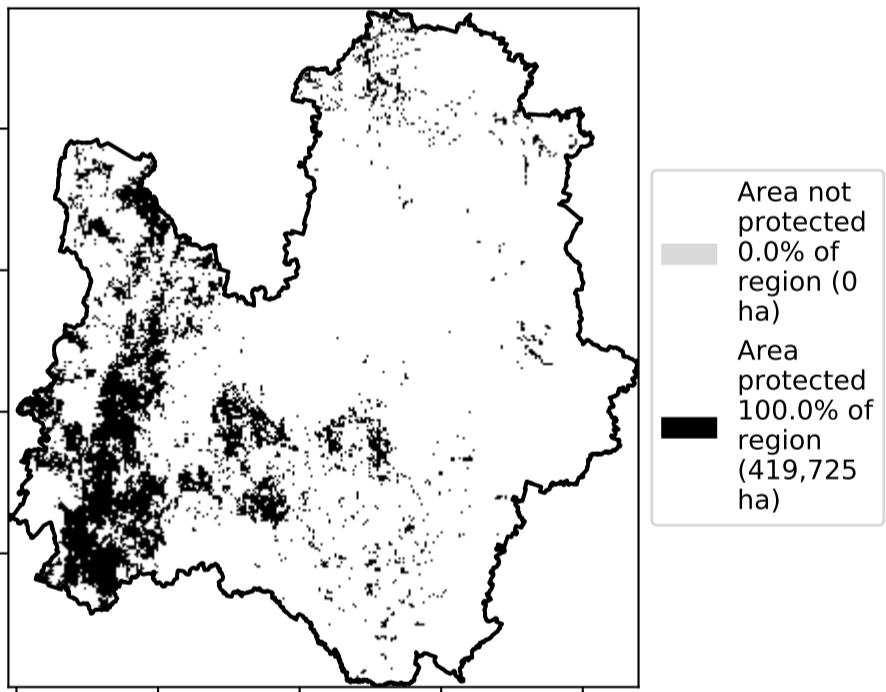 Area not
protected
0.0% of
region (0
ha)
Area
protected
100.0% of
region
(419,725
ha)